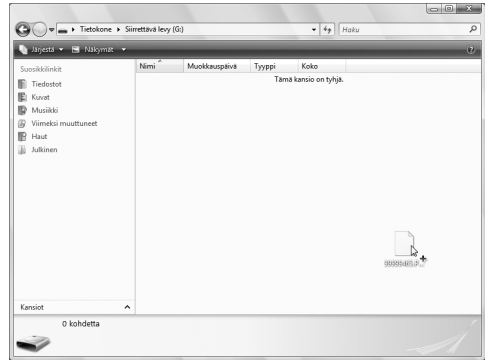 Tietokone ▸ Siirrettävä levy (G:)
Haku
Järjestä Näkymät
Suosikkilinkit
Tiedostot
Kuvat
Musiikki
Viimeksi muuttuneet
Haut
Julkinen
Kansiot
Nimi Muokkauspäivä Tyyppi Koko
Tämä kansio on tyhjä.
0 kohdetta